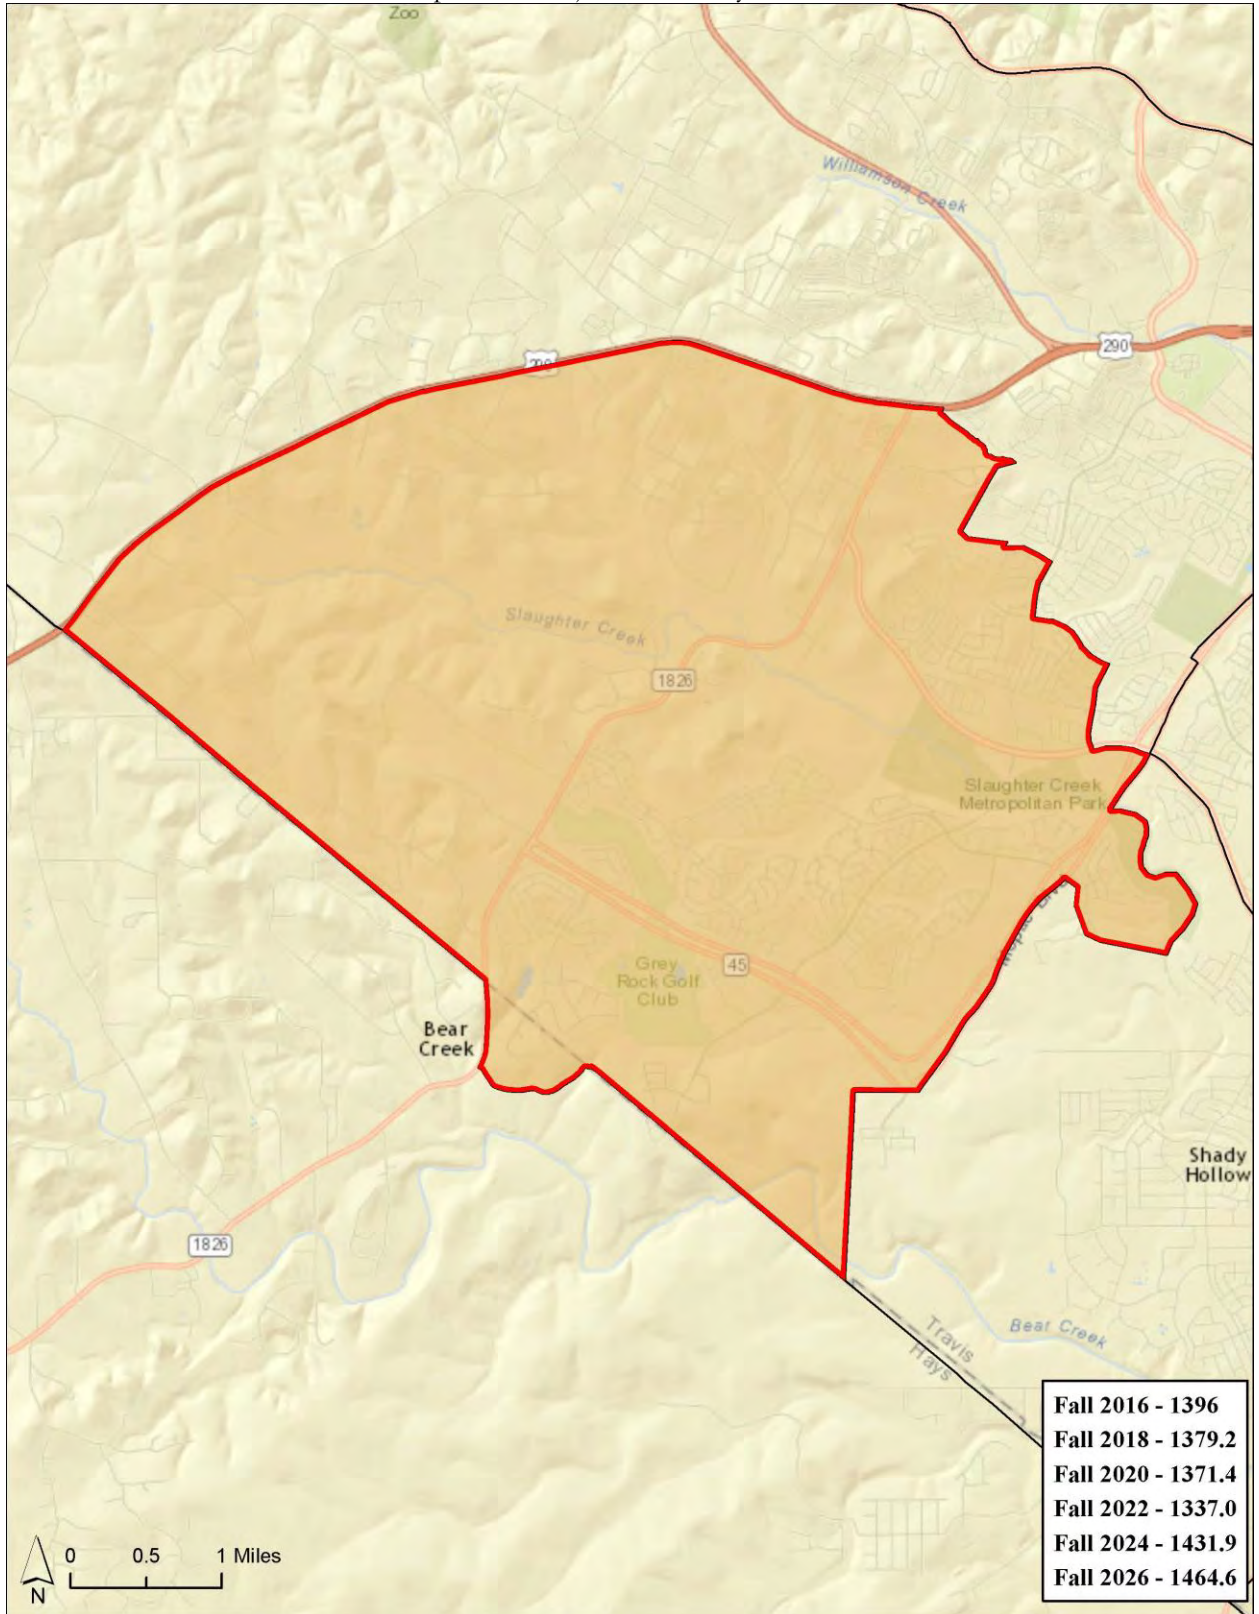 Zoo
Williamson Creek
290
290
Slaughter Creek
1826
Slaughter Creek
Metropolitan Park
45
Grey
Rock Golf
Club
Bear
Creek
Shady
Hollow
1826
Travis
Hays
Bear Creek
Fall 2016 - 1396
Fall 2018 - 1379.2
Fall 2020 - 1371.4
Fall 2022 - 1337.0
Fall 2024 - 1431.9
Fall 2026 - 1464.6
0 0.5 1 Miles
N